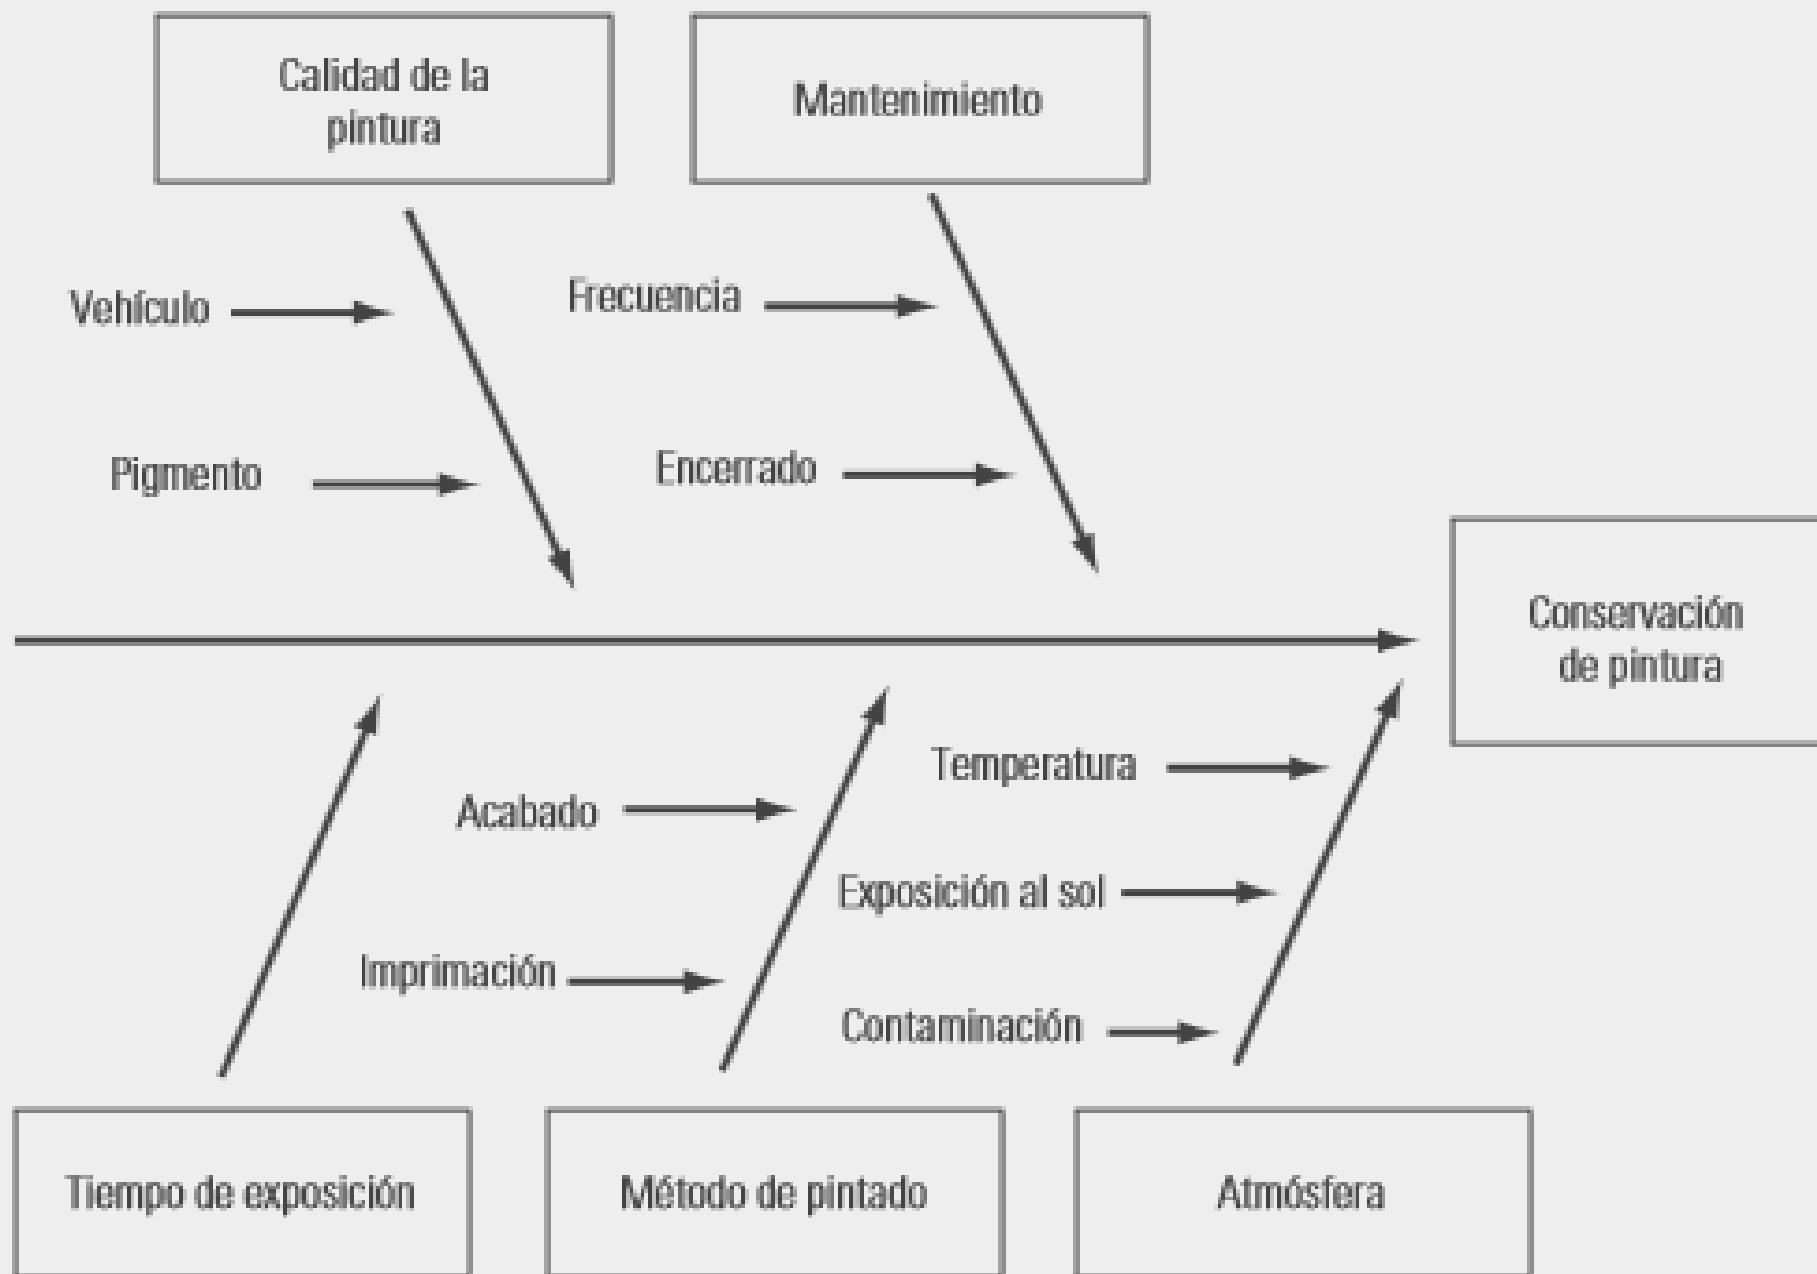 Calidad de la
pintura
Mantenimiento
Vehículo
Frecuencia
Pigmento
Encerrado
Conservación
de pintura
Temperatura
Acabado
Exposición al sol
Imprimación
Contaminación
Tiempo de exposición
Método de pintado
Atmósfera